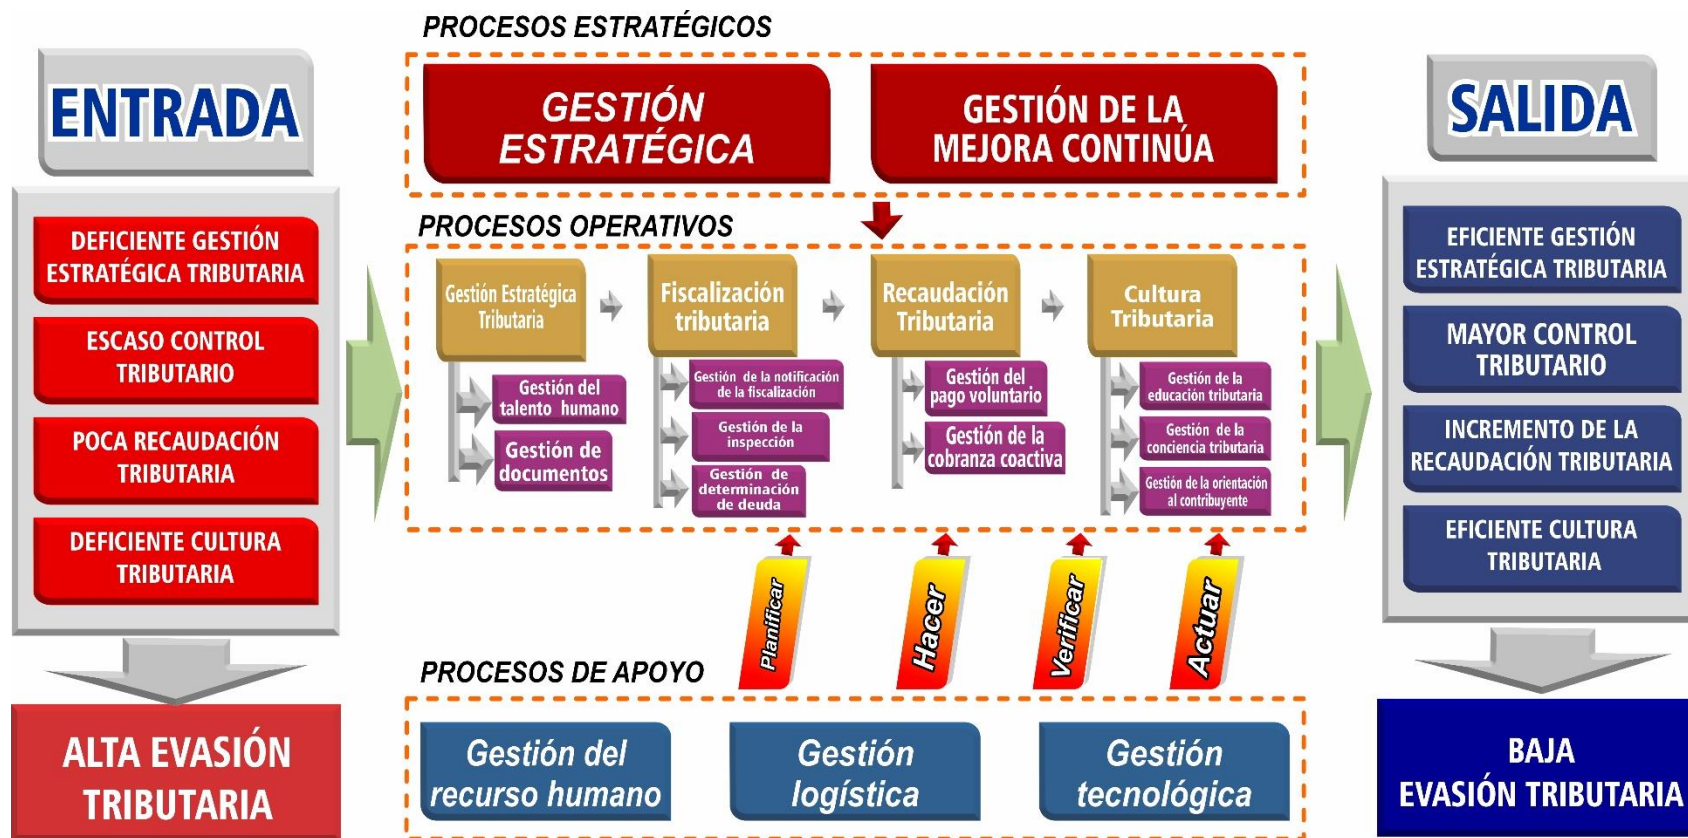 ENTRADA
DEFICIENTE GESTIÓN
ESTRATÉGICA TRIBUTARIA
ESCASO CONTROL
TRIBUTARIO
POCA RECAUDACIÓN
TRIBUTARIA
DEFICIENTE CULTURA
TRIBUTARIA
ALTA EVASIÓN
TRIBUTARIA
PROCESOS ESTRATÉGICOS
GESTIÓN
ESTRATÉGICA
GESTIÓN DE LA
MEJORA CONTINÚA
PROCESOS OPERATIVOS
Gestión Estratégica
Tributaria
Gestión del
talento humano
Gestión de
documentos
Fiscalización
tributaria
Gestión de la notificación
de la fiscalización
Gestión de la
inspección
Gestión de
determinación
de deuda
Recaudación
Tributaria
Gestión del
pago voluntario
Gestión de la
cobranza coactiva
Cultura
Tributaria
Gestión de la
educación tributaria
Gestión de la
conciencia tributaria
Gestión de la orientación
al contribuyente
Planificar
Hacer
Verificar
Actuar
PROCESOS DE APOYO
Gestión del
recurso humano
Gestión
logística
Gestión
tecnológica
SALIDA
EFICIENTE GESTIÓN
ESTRATÉGICA TRIBUTARIA
MAYOR CONTROL
TRIBUTARIO
INCREMENTO DE LA
RECAUDACIÓN TRIBUTARIA
EFICIENTE CULTURA
TRIBUTARIA
BAJA
EVASIÓN TRIBUTARIA